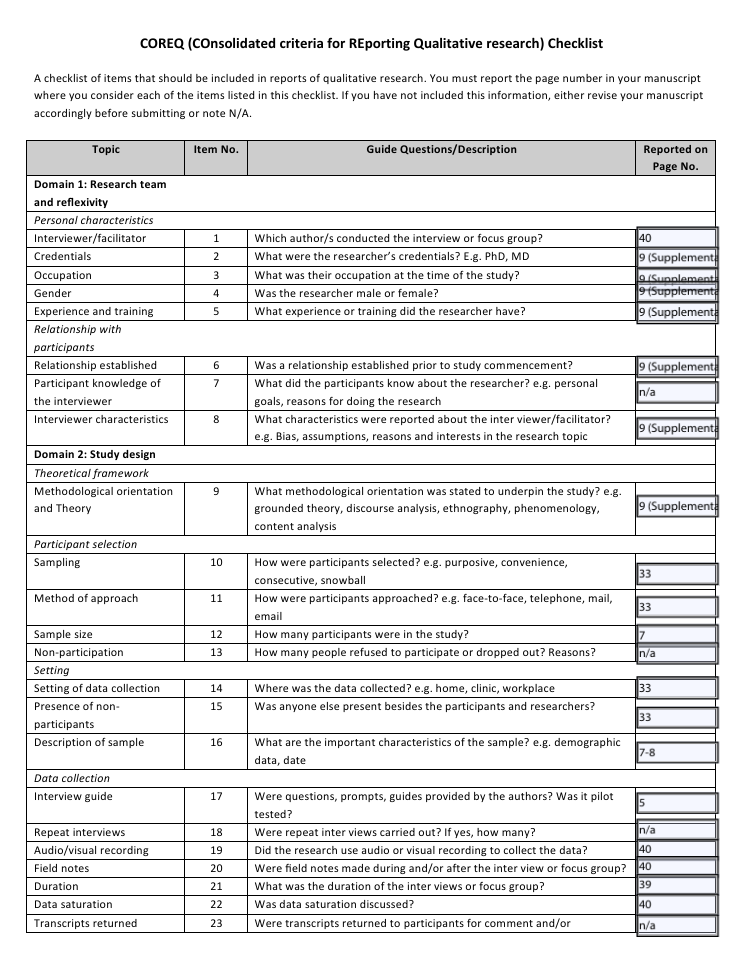 COREQ (COnsolidated criteria for REporting Qualitative research) Checklist
A checklist of items that should be included in reports of qualitative research. You must report the page number in your manuscript
where you consider each of the items listed in this checklist. If you have not included this information, either revise your manuscript
accordingly before submitting or note N/A.
Topic Item No. Guide Questions/Description Reported on
Page No.
Domain 1: Research team
and reflexivity
Personal characteristics
Interviewer/facilitator 1 Which author/s conducted the interview or focus group? 40
Credentials 2 What were the researcher's credentials? E.g. PhD, MD 9 (Supplementa
Occupation 3 What was their occupation at the time of the study? 9 (Supplementa
Gender 4 Was the researcher male or female? 9 (Supplementa
Experience and training 5 What experience or training did the researcher have? 9 (Supplementa
Relationship with
participants
Relationship established 6 Was a relationship established prior to study commencement? 9 (Supplementa
Participant knowledge of 7 What did the participants know about the researcher? e.g. personal n/a
the interviewer goals, reasons for doing the research
Interviewer characteristics 8 What characteristics were reported about the inter viewer/facilitator? 9 (Supplementa
e.g. Bias, assumptions, reasons and interests in the research topic
Domain 2: Study design
Theoretical framework
Methodological orientation 9 What methodological orientation was stated to underpin the study? e.g.
and Theory grounded theory, discourse analysis, ethnography, phenomenology, 9 (Supplementa
content analysis
Participant selection
Sampling 10 How were participants selected? e.g. purposive, convenience, 33
consecutive, snowball
Method of approach 11 How were participants approached? e.g. face-to-face, telephone, mail, 33
email
Sample size 12 How many participants were in the study? 7
Non-participation 13 How many people refused to participate or dropped out? Reasons? n/a
Setting
Setting of data collection 14 Where was the data collected? e.g. home, clinic, workplace 33
Presence of non- 15 Was anyone else present besides the participants and researchers? 33
participants
Description of sample 16 What are the important characteristics of the sample? e.g. demographic 7-8
data, date
Data collection
Interview guide 17 Were questions, prompts, guides provided by the authors? Was it pilot 5
tested?
Repeat interviews 18 Were repeat inter views carried out? If yes, how many? n/a
Audio/visual recording 19 Did the research use audio or visual recording to collect the data? 40
Field notes 20 Were field notes made during and/or after the inter view or focus group? 40
Duration 21 What was the duration of the inter views or focus group? 39
Data saturation 22 Was data saturation discussed? 40
Transcripts returned 23 Were transcripts returned to participants for comment and/or n/a